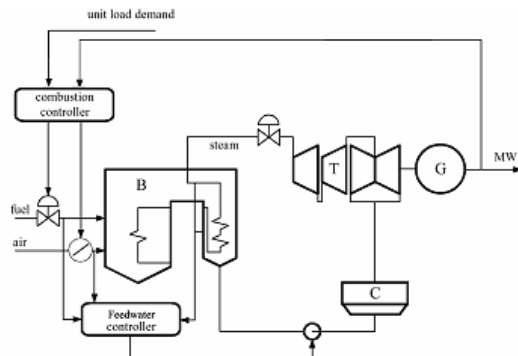 unit load demand
combustion
controller
steam
T
G
MW
B
fuel
air
C
Feedwater
controller